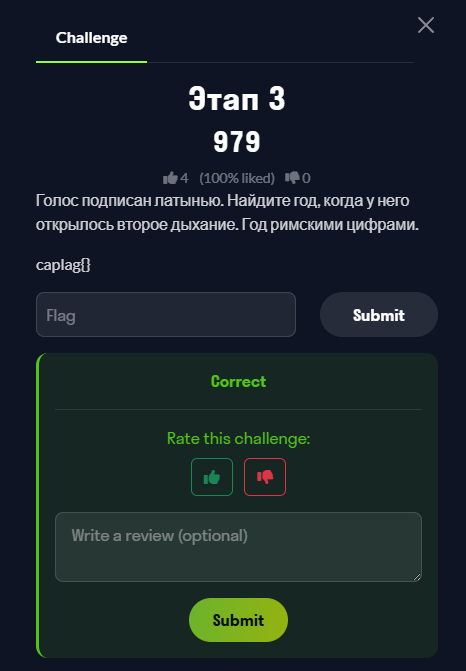 Challenge
Этап 3
979
4 (100% liked) 0
Голос подписан латынью. Найдите год, когда у него
открылось второе дыхание. Год римскими цифрами.
caplag{}
Flag
Submit
Correct
Rate this challenge:
Write a review (optional)
Submit